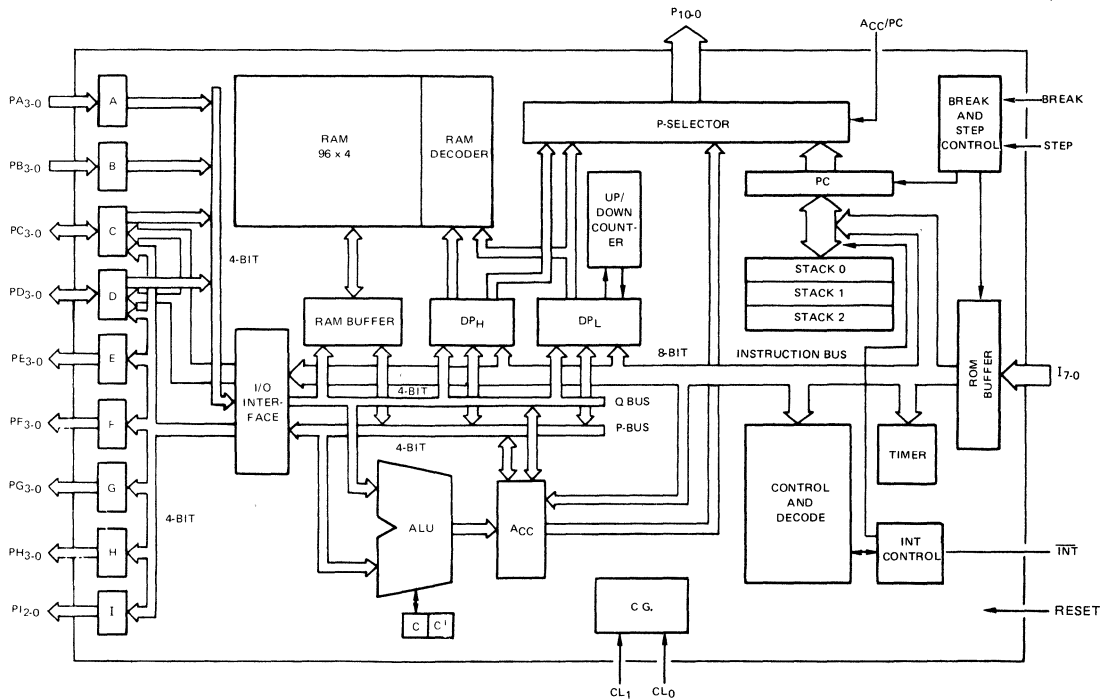 P10-0
ACC/PC
PA3-0
A
RAM
96 x 4
RAM
DECODER
P-SELECTOR
BREAK
AND
STEP
CONTROL
BREAK
STEP
PB3-0
B
PC
UP/
DOWN
COUNT-
ER
PC3-0
C
4-BIT
STACK 0
STACK 1
STACK 2
PD3-0
D
RAM BUFFER
DPH
DPL
PE3-0
E
8-BIT
INSTRUCTION BUS
ROM
BUFFER
I7-0
I/O
INTER-
FACE
4-BIT
Q BUS
PF3-0
F
P-BUS
4-BIT
TIMER
PG3-0
G
CONTROL
AND
DECODE
4-BIT
ALU
ACC
PH3-0
H
INT
CONTROL
INT
PI2-0
I
C
C'
C G.
RESET
CL1
CL0